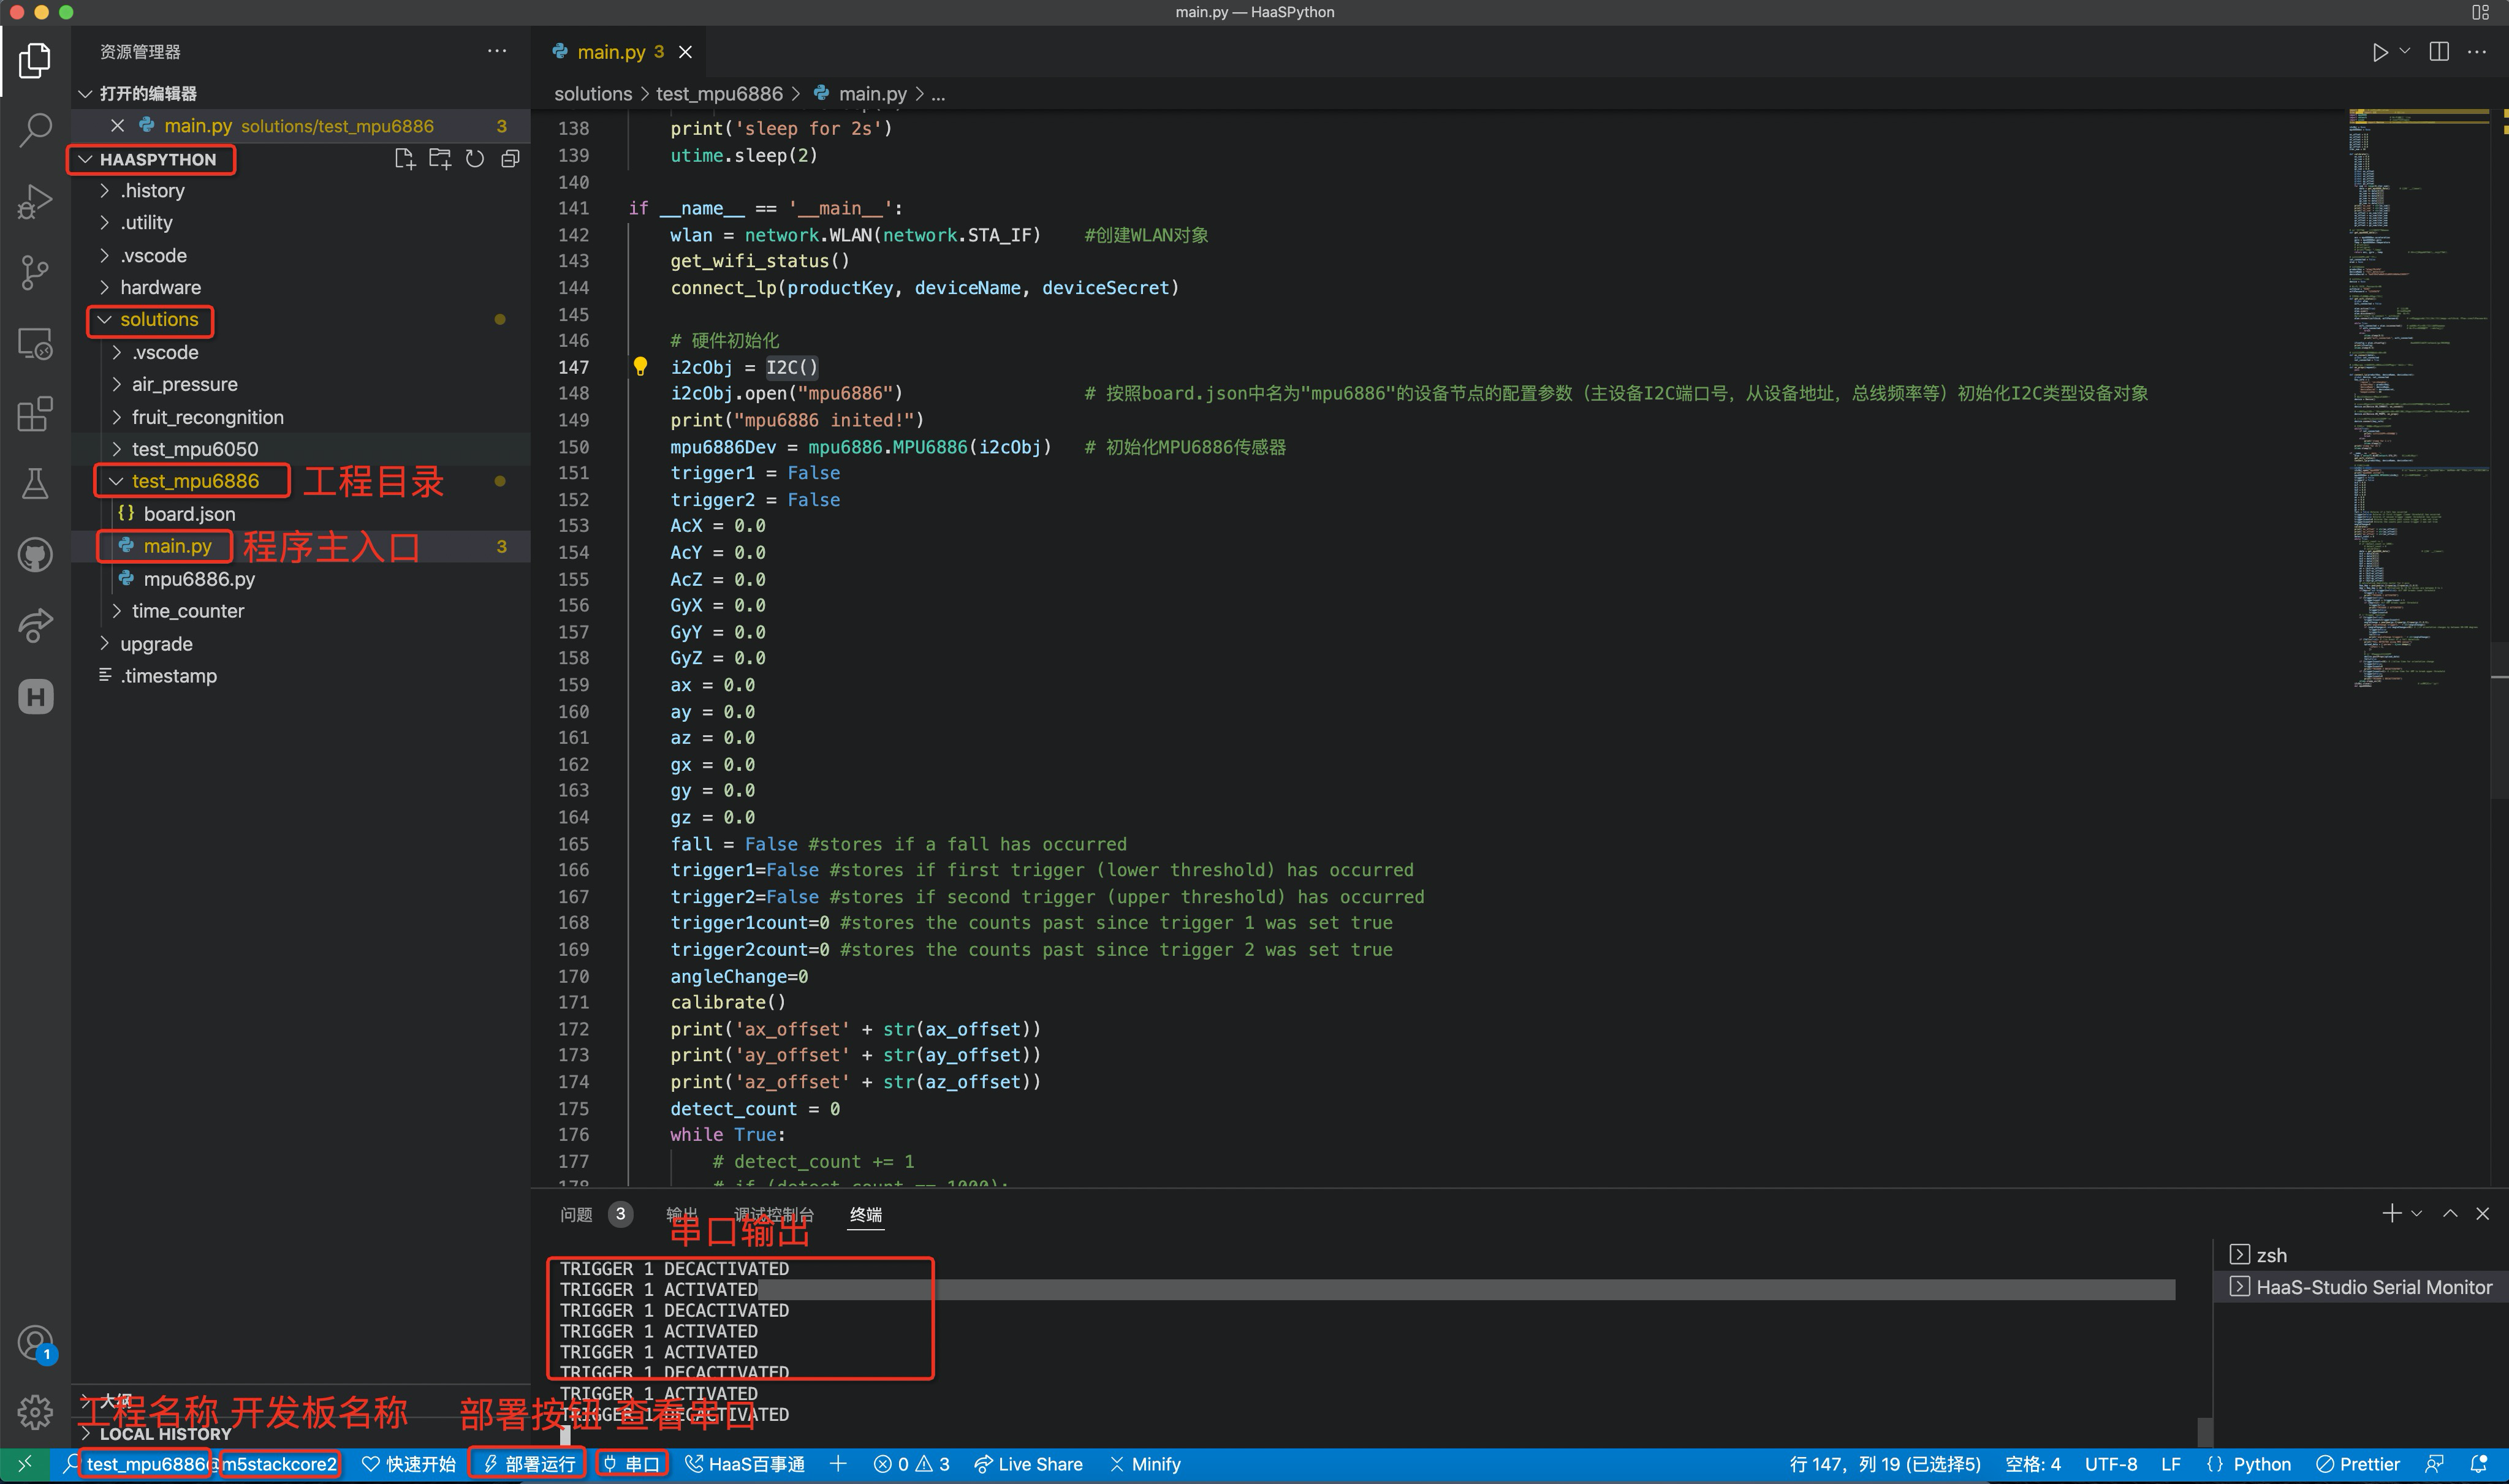 main.py — HaaSPython
资源管理器
打开的编辑器
main.py solutions/test_mpu6886 3
HAASPYTHON
.history
.utility
.vscode
hardware
solutions
.vscode
air_pressure
fruit_recongnition
test_mpu6050
test_mpu6886 工程目录
board.json
main.py 程序主入口 3
mpu6886.py
time_counter
upgrade
.timestamp
大纲
LOCAL HISTORY
main.py 3
solutions > test_mpu6886 > main.py > ...
138 print('sleep for 2s')
139 utime.sleep(2)
140
141 if __name__ == '__main__':
142 wlan = network.WLAN(network.STA_IF) #创建WLAN对象
143 get_wifi_status()
144 connect_lp(productKey, deviceName, deviceSecret)
145
146 # 硬件初始化
147 i2cObj = I2C()
148 i2cObj.open("mpu6886") # 按照board.json中名为"mpu6886"的设备节点的配置参数（主设备I2C端口号，从设备地址，总线频率等）初始化I2C类型设备对象
149 print("mpu6886 inited!")
150 mpu6886Dev = mpu6886.MPU6886(i2cObj) # 初始化MPU6886传感器
151 trigger1 = False
152 trigger2 = False
153 AcX = 0.0
154 AcY = 0.0
155 AcZ = 0.0
156 GyX = 0.0
157 GyY = 0.0
158 GyZ = 0.0
159 ax = 0.0
160 ay = 0.0
161 az = 0.0
162 gx = 0.0
163 gy = 0.0
164 gz = 0.0
165 fall = False #stores if a fall has occurred
166 trigger1=False #stores if first trigger (lower threshold) has occurred
167 trigger2=False #stores if second trigger (upper threshold) has occurred
168 trigger1count=0 #stores the counts past since trigger 1 was set true
169 trigger2count=0 #stores the counts past since trigger 2 was set true
170 angleChange=0
171 calibrate()
172 print('ax_offset' + str(ax_offset))
173 print('ay_offset' + str(ay_offset))
174 print('az_offset' + str(az_offset))
175 detect_count = 0
176 while True:
177 # detect_count += 1
178 # if (detect_count == 1000):
问题 3 输出 调试控制台 终端
串口输出
TRIGGER 1 DECACTIVATED
TRIGGER 1 ACTIVATED
TRIGGER 1 DECACTIVATED
TRIGGER 1 ACTIVATED
TRIGGER 1 ACTIVATED
TRIGGER 1 DECACTIVATED
TRIGGER 1 ACTIVATED
TRIGGER 1 DECACTIVATED
zsh
HaaS-Studio Serial Monitor
工程名称 开发板名称 部署按钮 查看串口
1
test_mpu6886@m5stackcore2 快速开始 部署运行 串口 HaaS百事通 0 3 Live Share Minify 行 147，列 19 (已选择5) 空格: 4 UTF-8 LF {} Python Prettier